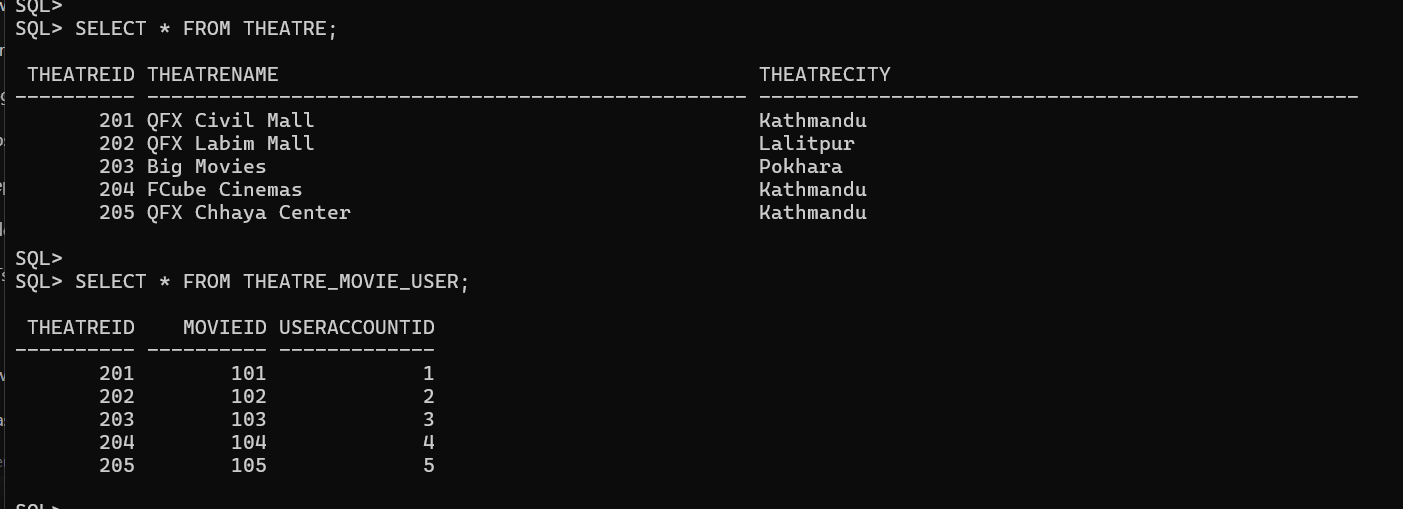 SQL>
SQL> SELECT * FROM THEATRE;
THEATREID THEATRENAME THEATRECITY
---------- -------------------------------------------------- --------------------------------------------------
201 QFX Civil Mall Kathmandu
202 QFX Labim Mall Lalitpur
203 Big Movies Pokhara
204 FCube Cinemas Kathmandu
205 QFX Chhaya Center Kathmandu
SQL>
SQL> SELECT * FROM THEATRE_MOVIE_USER;
THEATREID MOVIEID USERACCOUNTID
---------- ---------- -------------
201 101 1
202 102 2
203 103 3
204 104 4
205 105 5
SQL>